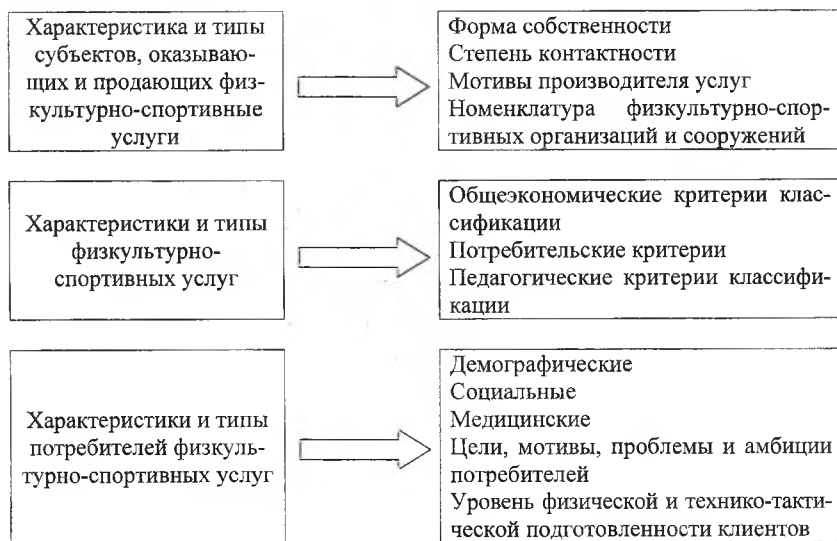 Характеристика и типы
субъектов, оказываю-
щих и продающих физ-
культурно-спортивные
услуги
Форма собственности
Степень контактности
Мотивы производителя услуг
Номенклатура физкультурно-спор-
тивных организаций и сооружений
Характеристики и типы
физкультурно-
спортивных услуг
Общеэкономические критерии клас-
сификации
Потребительские критерии
Педагогические критерии классифи-
кации
Характеристики и типы
потребителей физкуль-
турно-спортивных услуг
Демографические
Социальные
Медицинские
Цели, мотивы, проблемы и амбиции
потребителей
Уровень физической и технико-такти-
ческой подготовленности клиентов